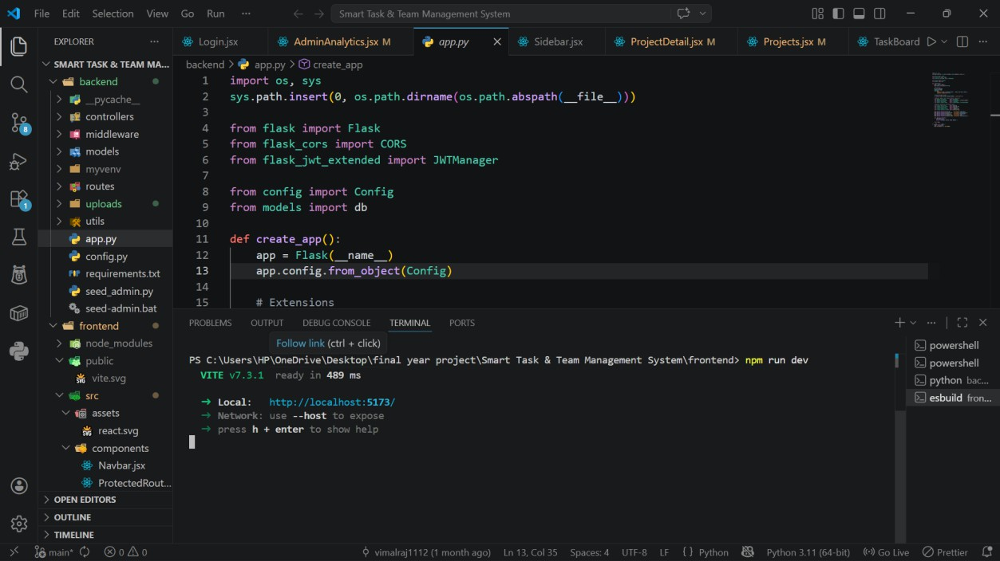 File Edit Selection View Go Run ··· Smart Task & Team Management System
EXPLORER ···
SMART TASK & TEAM MA...
backend
__pycache__
controllers
middleware
models
myvenv
routes
uploads
utils
app.py
config.py
requirements.txt
seed_admin.py
seed-admin.bat
frontend
node_modules
public
vite.svg
src
assets
react.svg
components
Navbar.jsx
ProtectedRout...
OPEN EDITORS
OUTLINE
TIMELINE
8
1
Login.jsx AdminAnalytics.jsx M app.py Sidebar.jsx ProjectDetail.jsx M Projects.jsx M TaskBoard ···
backend > app.py > create_app
1 import os, sys
2 sys.path.insert(0, os.path.dirname(os.path.abspath(__file__)))
3
4 from flask import Flask
5 from flask_cors import CORS
6 from flask_jwt_extended import JWTManager
7
8 from config import Config
9 from models import db
10
11 def create_app():
12 app = Flask(__name__)
13 app.config.from_object(Config)
14
15 # Extensions
PROBLEMS OUTPUT DEBUG CONSOLE TERMINAL PORTS
Follow link (ctrl + click)
PS C:\Users\HP\OneDrive\Desktop\final year project\Smart Task & Team Management System\frontend> npm run dev
VITE v7.3.1 ready in 489 ms
➜ Local: http://localhost:5173/
➜ Network: use --host to expose
➜ press h + enter to show help
powershell
powershell
python bac...
esbuild fron...
main* 0 0 vimalraj1112 (1 month ago) Ln 13, Col 35 Spaces: 4 UTF-8 LF { } Python Python 3.11 (64-bit) Go Live Prettier